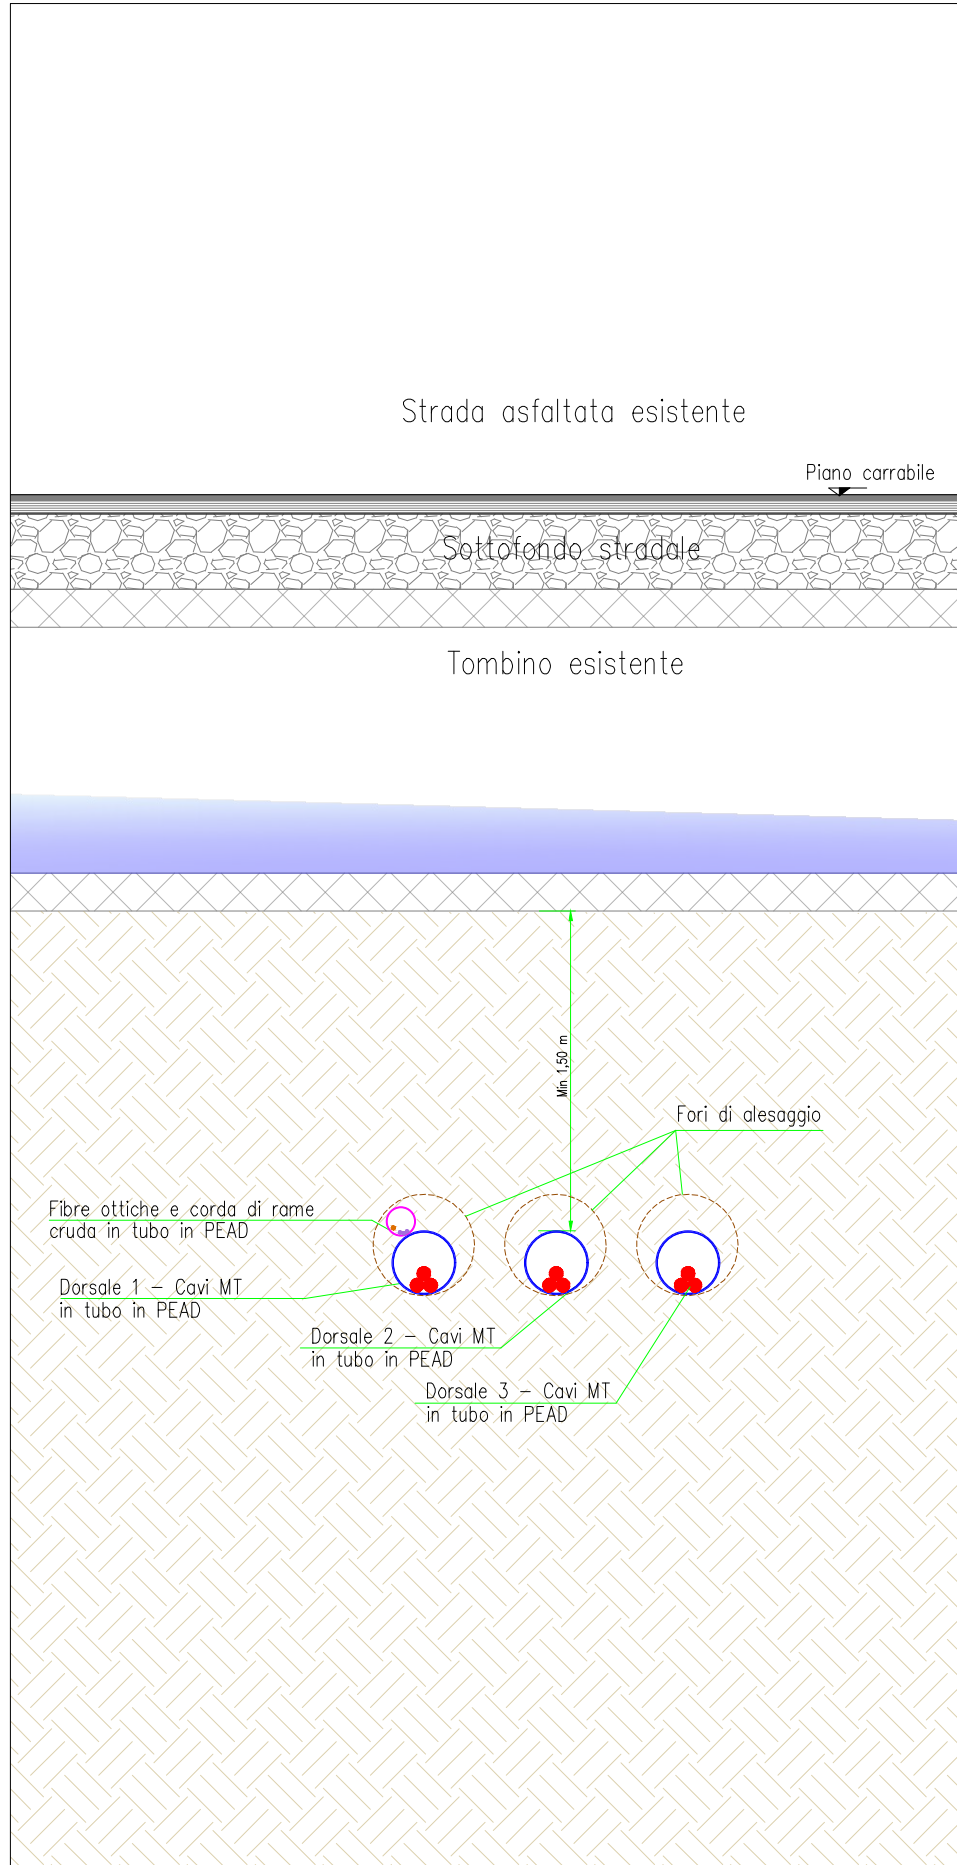 Strada asfaltata esistente
Piano carrabile
Sottofondo stradale
Tombino esistente
Min 1,50 m
Fori di alesaggio
Fibre ottiche e corda di rame
cruda in tubo in PEAD
Dorsale 1 – Cavi MT
in tubo in PEAD
Dorsale 2 – Cavi MT
in tubo in PEAD
Dorsale 3 – Cavi MT
in tubo in PEAD